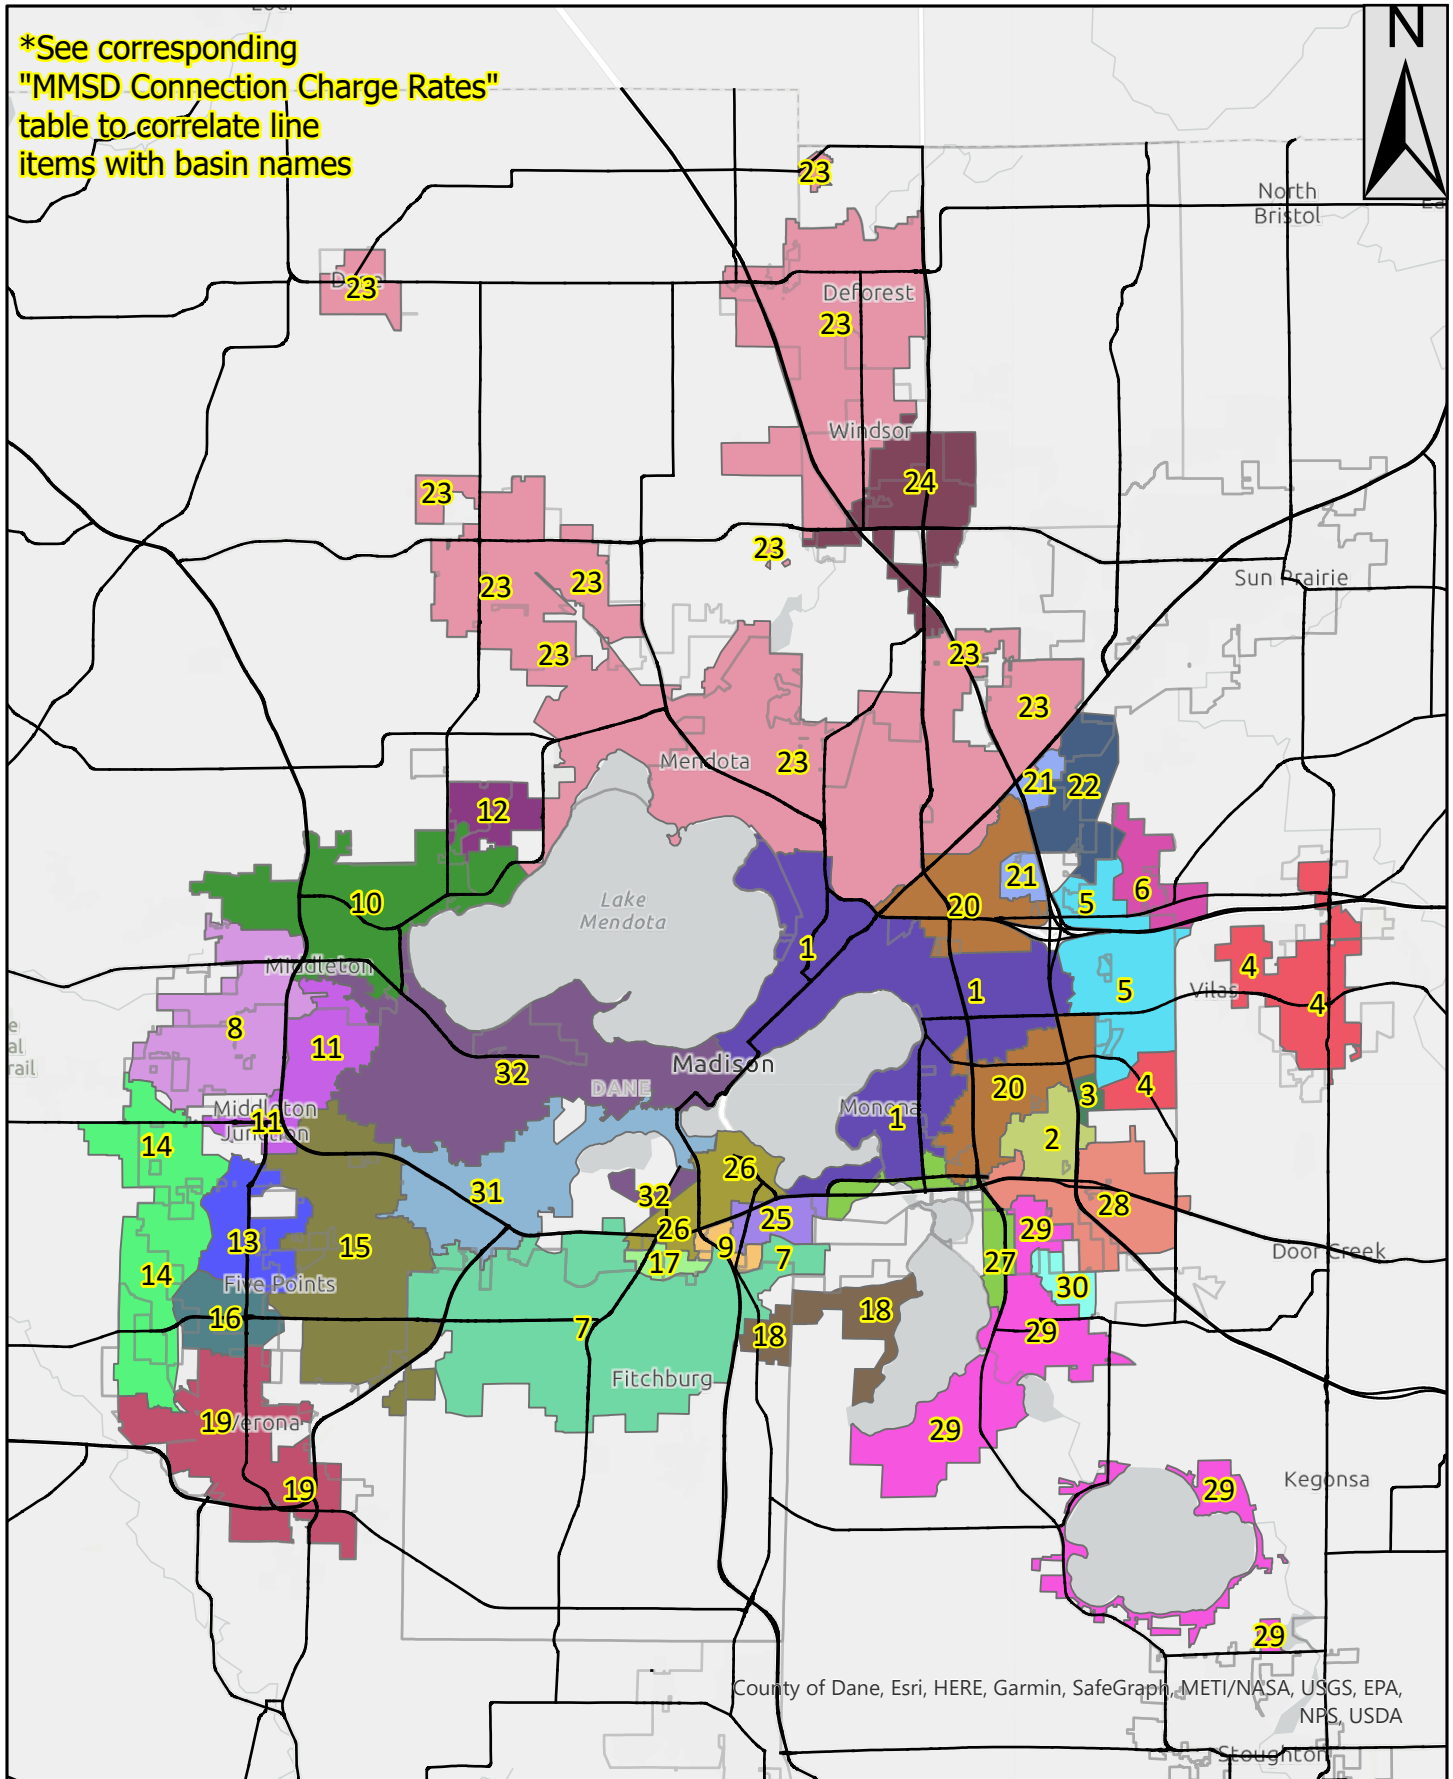 *See corresponding
"MMSD Connection Charge Rates"
table to correlate line
items with basin names
N
23
North
Bristol
23
Deforest
23
Windsor
24
23
23
Sun Prairie
23
23
23
23
23
Mendota
23
21
22
12
21
5
6
10
Lake
Mendota
20
1
4
Middleton
1
5
Vilas
4
8
11
32
Madison
DANE
20
3
4
Monona
1
Middleton
Junction
11
14
2
26
31
32
28
25
26
29
13
15
9
7
17
27
Door Creek
14
Five Points
30
16
18
7
18
29
Fitchburg
19
Verona
29
Kegonsa
19
29
29
County of Dane, Esri, HERE, Garmin, SafeGraph, METI/NASA, USGS, EPA,
NPS, USDA
Stoughton